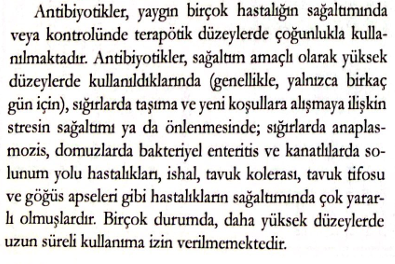 Antibiyotikler, yaygın birçok hastalığın sağaltımında
veya kontrolünde terapötik düzeylerde çoğunlukla kulla-
nılmaktadır. Antibiyotikler, sağaltım amaçlı olarak yüksek
düzeylerde kullanıldıklarında (genellikle, yalnızca birkaç
gün için), sığırlarda taşıma ve yeni koşullara alışmaya ilişkin
stresin sağaltımı ya da önlenmesinde; sığırlarda anaplas-
mozis, domuzlarda bakteriyel enteritis ve kanatlılarda so-
lunum yolu hastalıkları, ishal, tavuk kolerası, tavuk tifosu
ve göğüs apseleri gibi hastalıkların sağaltımında çok yarar-
lı olmuşlardır. Birçok durumda, daha yüksek düzeylerde
uzun süreli kullanıma izin verilmemektedir.